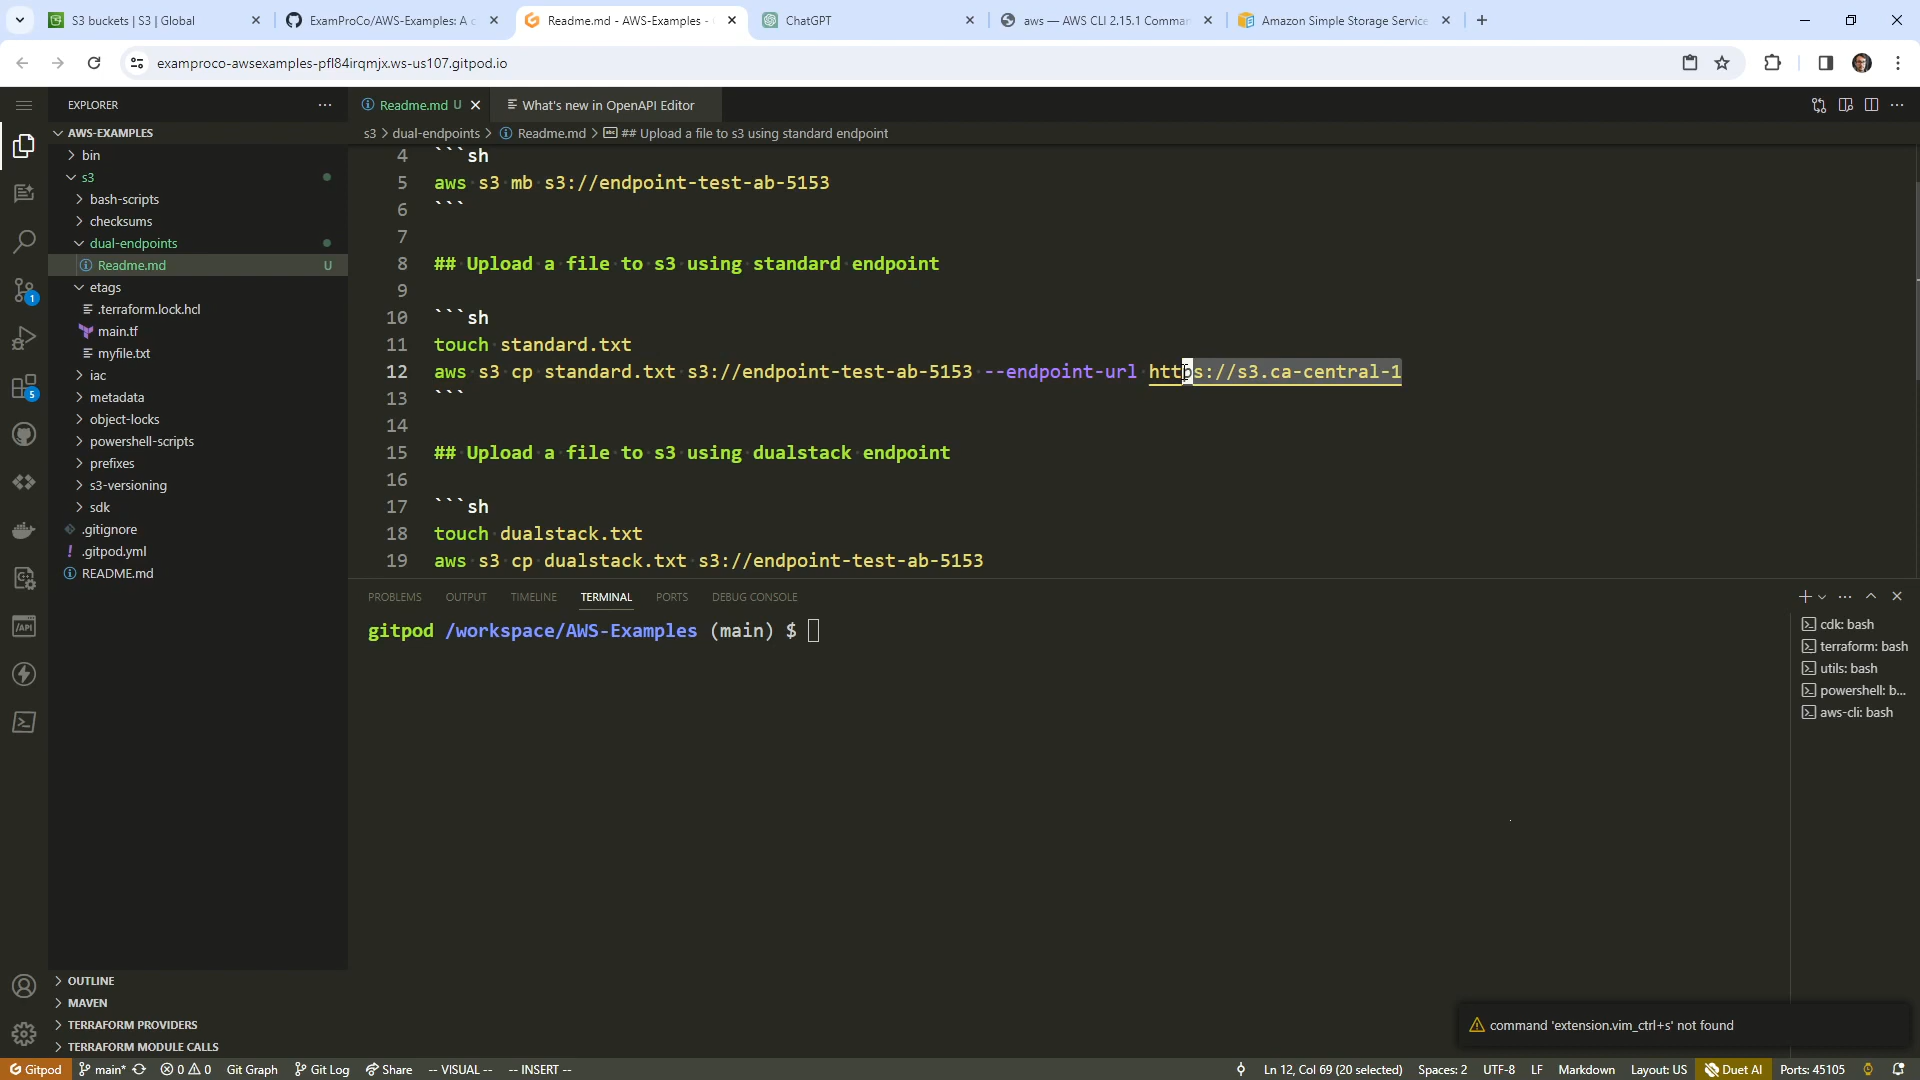 S3 buckets | S3 | Global
ExamProCo/AWS-Examples: A c
Readme.md - AWS-Examples -
ChatGPT
aws — AWS CLI 2.15.1 Comman
Amazon Simple Storage Service
examproco-awsexamples-pfl84irqmjx.ws-us107.gitpod.io
EXPLORER
Readme.md U
What's new in OpenAPI Editor
AWS-EXAMPLES
s3 > dual-endpoints > Readme.md > ## Upload a file to s3 using standard endpoint
bin
s3
bash-scripts
checksums
dual-endpoints
Readme.md U
etags
.terraform.lock.hcl
main.tf
myfile.txt
iac
metadata
object-locks
powershell-scripts
prefixes
s3-versioning
sdk
.gitignore
.gitpod.yml
README.md
OUTLINE
MAVEN
TERRAFORM PROVIDERS
TERRAFORM MODULE CALLS
4 ```sh
5 aws s3 mb s3://endpoint-test-ab-5153
6 ```
7
8 ## Upload a file to s3 using standard endpoint
9
10 ```sh
11 touch standard.txt
12 aws s3 cp standard.txt s3://endpoint-test-ab-5153 --endpoint-url https://s3.ca-central-1
13 ```
14
15 ## Upload a file to s3 using dualstack endpoint
16
17 ```sh
18 touch dualstack.txt
19 aws s3 cp dualstack.txt s3://endpoint-test-ab-5153
PROBLEMS OUTPUT TIMELINE TERMINAL PORTS DEBUG CONSOLE
gitpod /workspace/AWS-Examples (main) $
cdk: bash
terraform: bash
utils: bash
powershell: b...
aws-cli: bash
1
5
/API
command 'extension.vim_ctrl+s' not found
Gitpod main* 0 0 Git Graph Git Log Share -- VISUAL -- -- INSERT -- Ln 12, Col 69 (20 selected) Spaces: 2 UTF-8 LF Markdown Layout: US Duet AI Ports: 45105